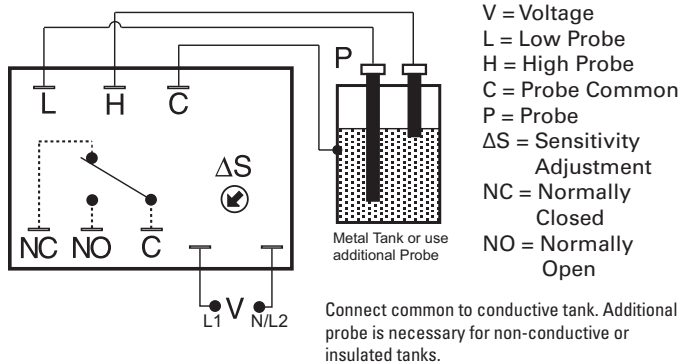 L H C
ΔS
NC NO C
L1 V N/L2
P
Metal Tank or use
additional Probe
V = Voltage
L = Low Probe
H = High Probe
C = Probe Common
P = Probe
ΔS = Sensitivity
Adjustment
NC = Normally
Closed
NO = Normally
Open
Connect common to conductive tank. Additional
probe is necessary for non-conductive or
insulated tanks.